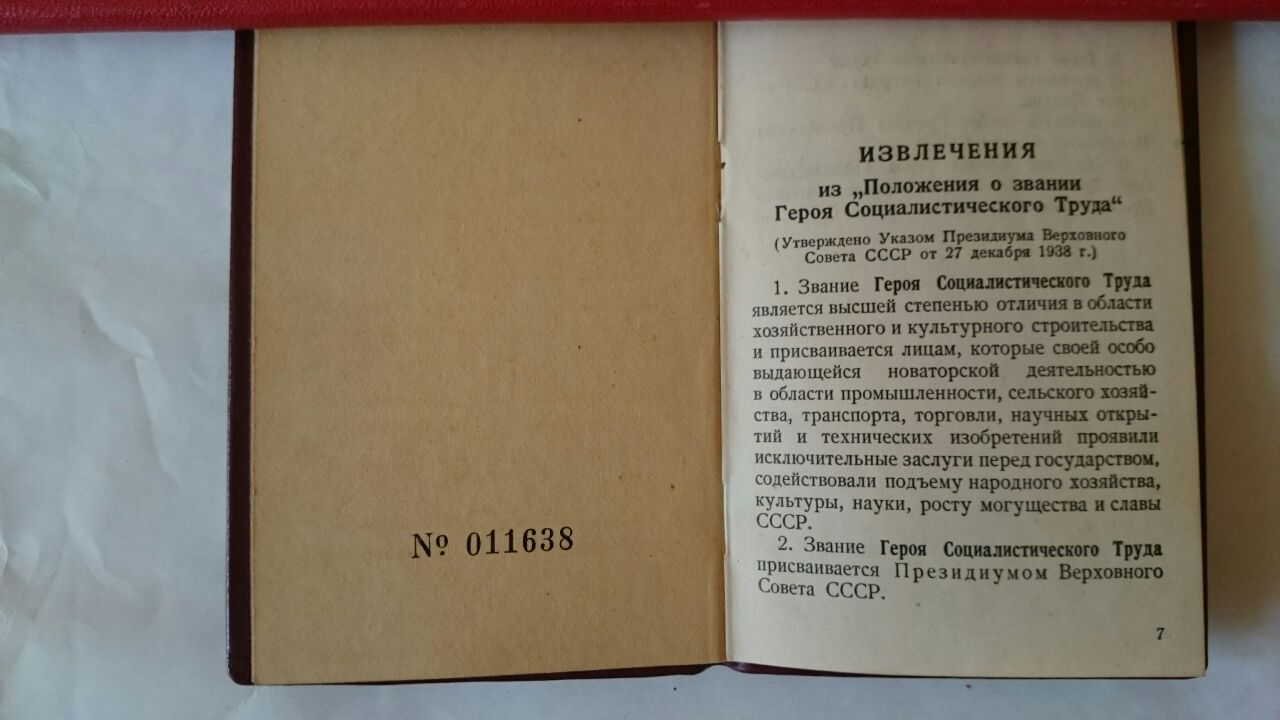 № 011638
ИЗВЛЕЧЕНИЯ
из „Положения о звании
Героя Социалистического Труда“
(Утверждено Указом Президиума Верховного
Совета СССР от 27 декабря 1938 г.)
1. Звание Героя Социалистического Труда
является высшей степенью отличия в области
хозяйственного и культурного строительства
и присваивается лицам, которые своей особо
выдающейся новаторской деятельностью
в области промышленности, сельского хозяй-
ства, транспорта, торговли, научных откры-
тий и технических изобретений проявили
исключительные заслуги перед государством,
содействовали подъему народного хозяйства,
культуры, науки, росту могущества и славы
СССР.
2. Звание Героя Социалистического Труда
присваивается Президиумом Верховного
Совета СССР.
7